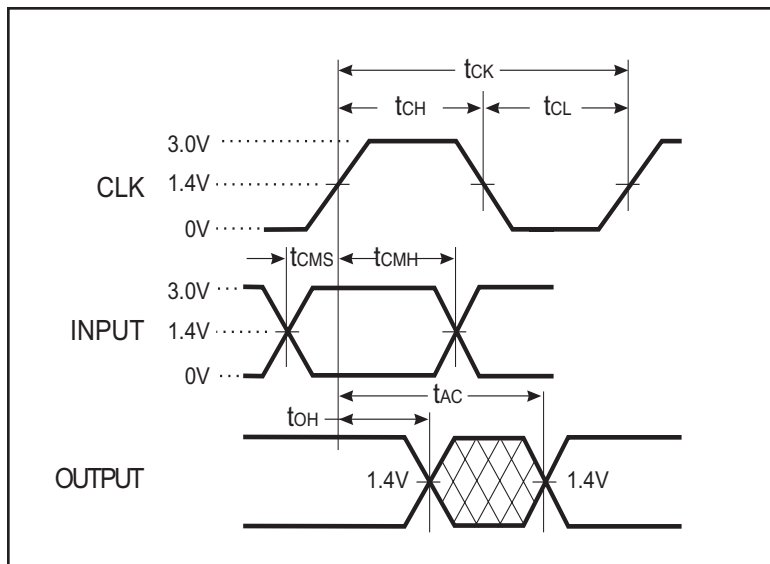 tCK
tCH tCL
3.0V
CLK 1.4V
0V
tCMS tCMH
3.0V
INPUT 1.4V
0V
tAC
tOH
OUTPUT 1.4V 1.4V